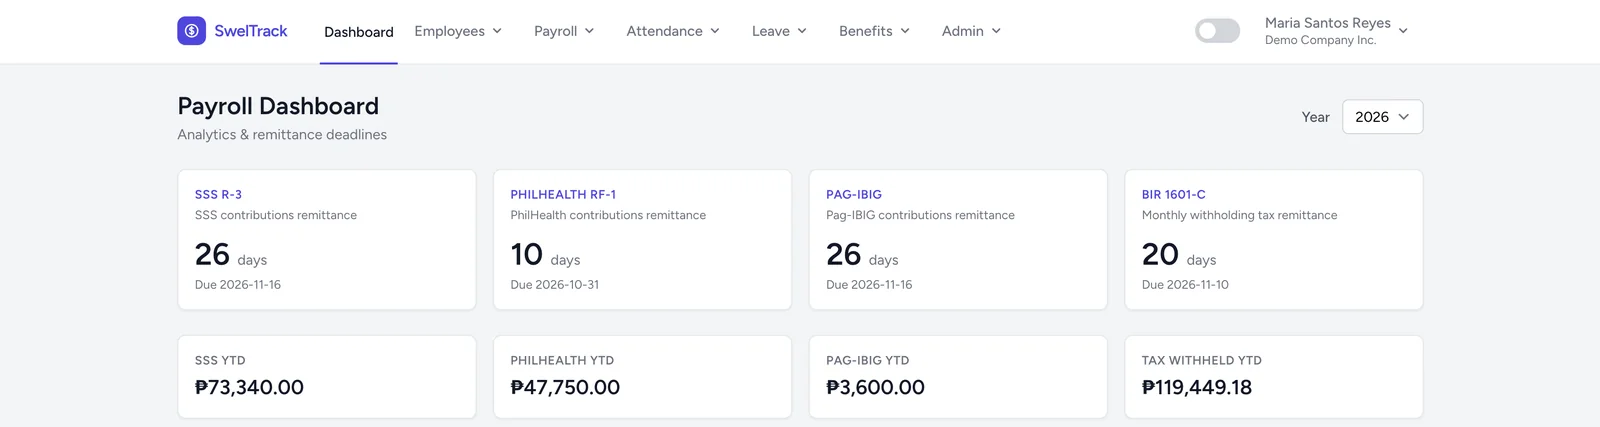 SwelTrack
Dashboard
Employees
Payroll
Attendance
Leave
Benefits
Admin
Maria Santos Reyes
Demo Company Inc.
Payroll Dashboard
Analytics & remittance deadlines
Year
2026
SSS R-3
SSS contributions remittance
26 days
Due 2026-11-16
PHILHEALTH RF-1
PhilHealth contributions remittance
10 days
Due 2026-10-31
PAG-IBIG
Pag-IBIG contributions remittance
26 days
Due 2026-11-16
BIR 1601-C
Monthly withholding tax remittance
20 days
Due 2026-11-10
SSS YTD
₱73,340.00
PHILHEALTH YTD
₱47,750.00
PAG-IBIG YTD
₱3,600.00
TAX WITHHELD YTD
₱119,449.18